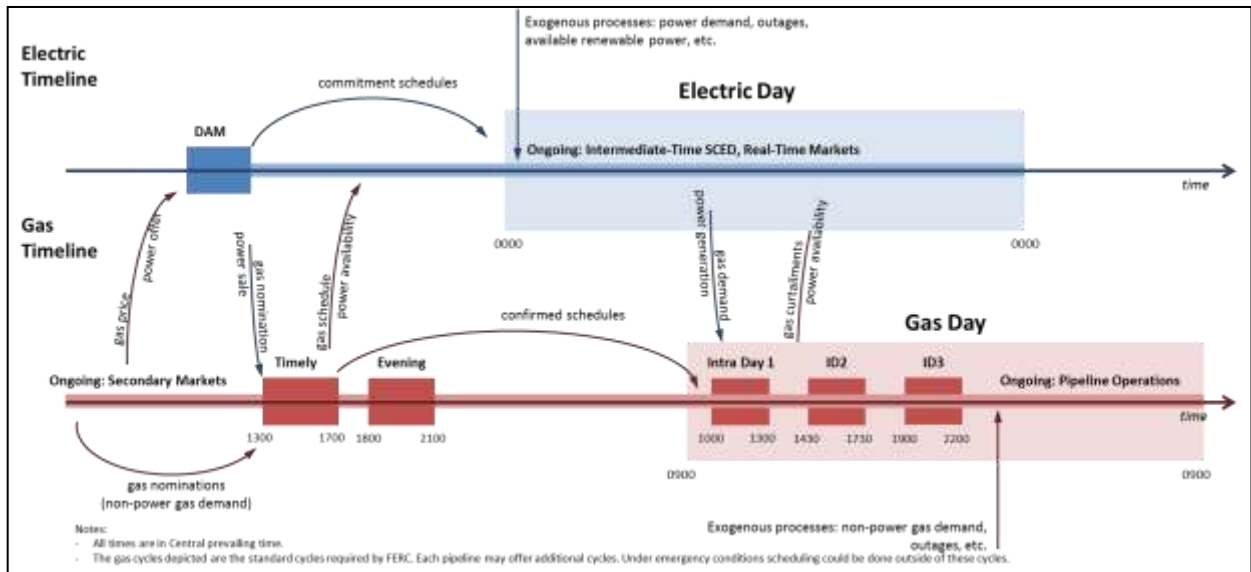 Exogenous processes: power demand, outages,
available renewable power, etc.
Electric
Timeline
commitment schedules
Electric Day
DAM
Ongoing: Intermediate-Time SCED, Real-Time Markets
time
Gas
Timeline
0000
0000
gas price
power offer
power sale
gas nomination
gas schedule
power availability
power generation
gas demand
gas curtailments
power availability
confirmed schedules
Gas Day
Timely
Evening
Intra Day 1
ID2
ID3
Ongoing: Secondary Markets
Ongoing: Pipeline Operations
time
1300
1700
1800
2100
1000
1300
1430
1730
1900
2200
0900
0900
gas nominations
(non-power gas demand)
Exogenous processes: non-power gas demand,
outages, etc.
Notes:
- All times are in Central prevailing time.
- The gas cycles depicted are the standard cycles required by FERC. Each pipeline may offer additional cycles. Under emergency conditions scheduling could be done outside of these cycles.